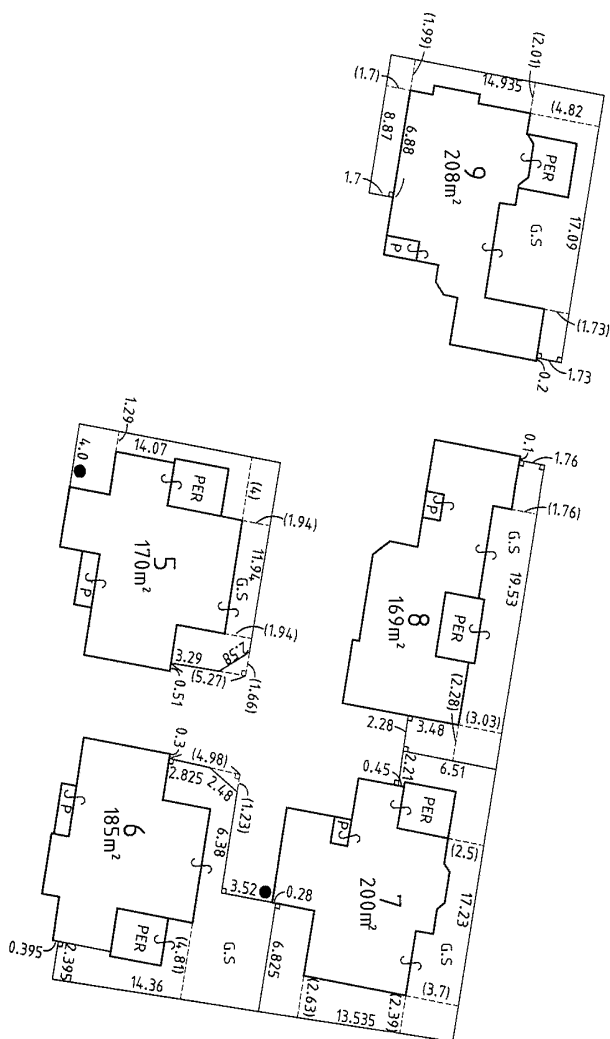 (1.99)
(2.01)
(1.7)
14.935
(4.82
8.87
6.88
9
208m²
PER
1.7
G.S
17.09
P
(1.73)
0.2
1.73
1.29
4.0
14.07
(4)
PER
(1.94)
5
170m²
11.94
G.S
P
(1.94)
2.58
3.29
(5.27)
(1.66)
0.51
0.1
1.76
(1.76)
P
G.S
19.53
8
169m²
PER
(2.28)
(3.03)
2.28
3.48
6.51
2.21
0.3
(4.98)
2.825
2.48
(1.23)
0.45
PER
(2.5)
P
6
185m²
6.38
P
7
200m²
17.23
3.52
0.28
G.S
PER
(4.81)
G.S
6.825
(3.7)
0.395
2.395
14.36
(2.63)
13.535
(2.39)